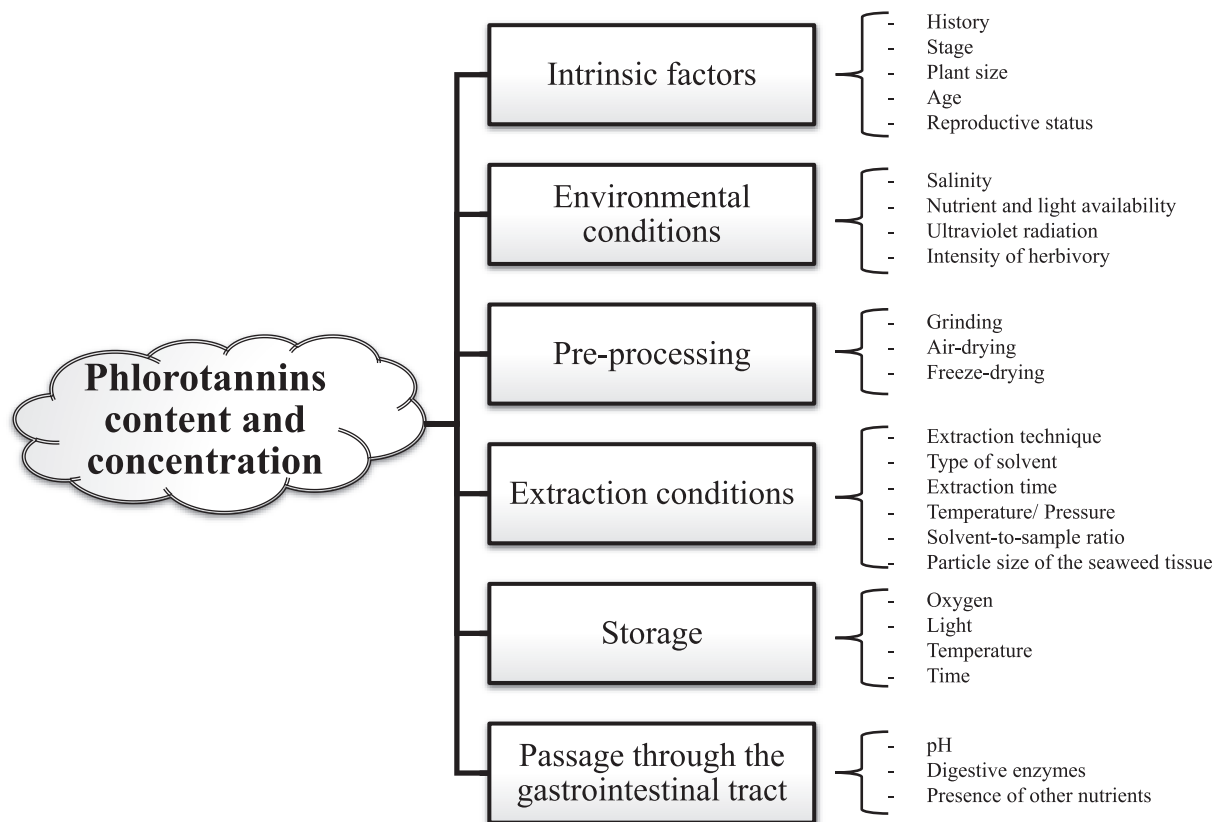 Phlorotannins
content and
concentration
Intrinsic factors
- History
- Stage
- Plant size
- Age
- Reproductive status
Environmental
conditions
- Salinity
- Nutrient and light availability
- Ultraviolet radiation
- Intensity of herbivory
Pre-processing
- Grinding
- Air-drying
- Freeze-drying
Extraction conditions
- Extraction technique
- Type of solvent
- Extraction time
- Temperature/ Pressure
- Solvent-to-sample ratio
- Particle size of the seaweed tissue
Storage
- Oxygen
- Light
- Temperature
- Time
Passage through the
gastrointestinal tract
- pH
- Digestive enzymes
- Presence of other nutrients